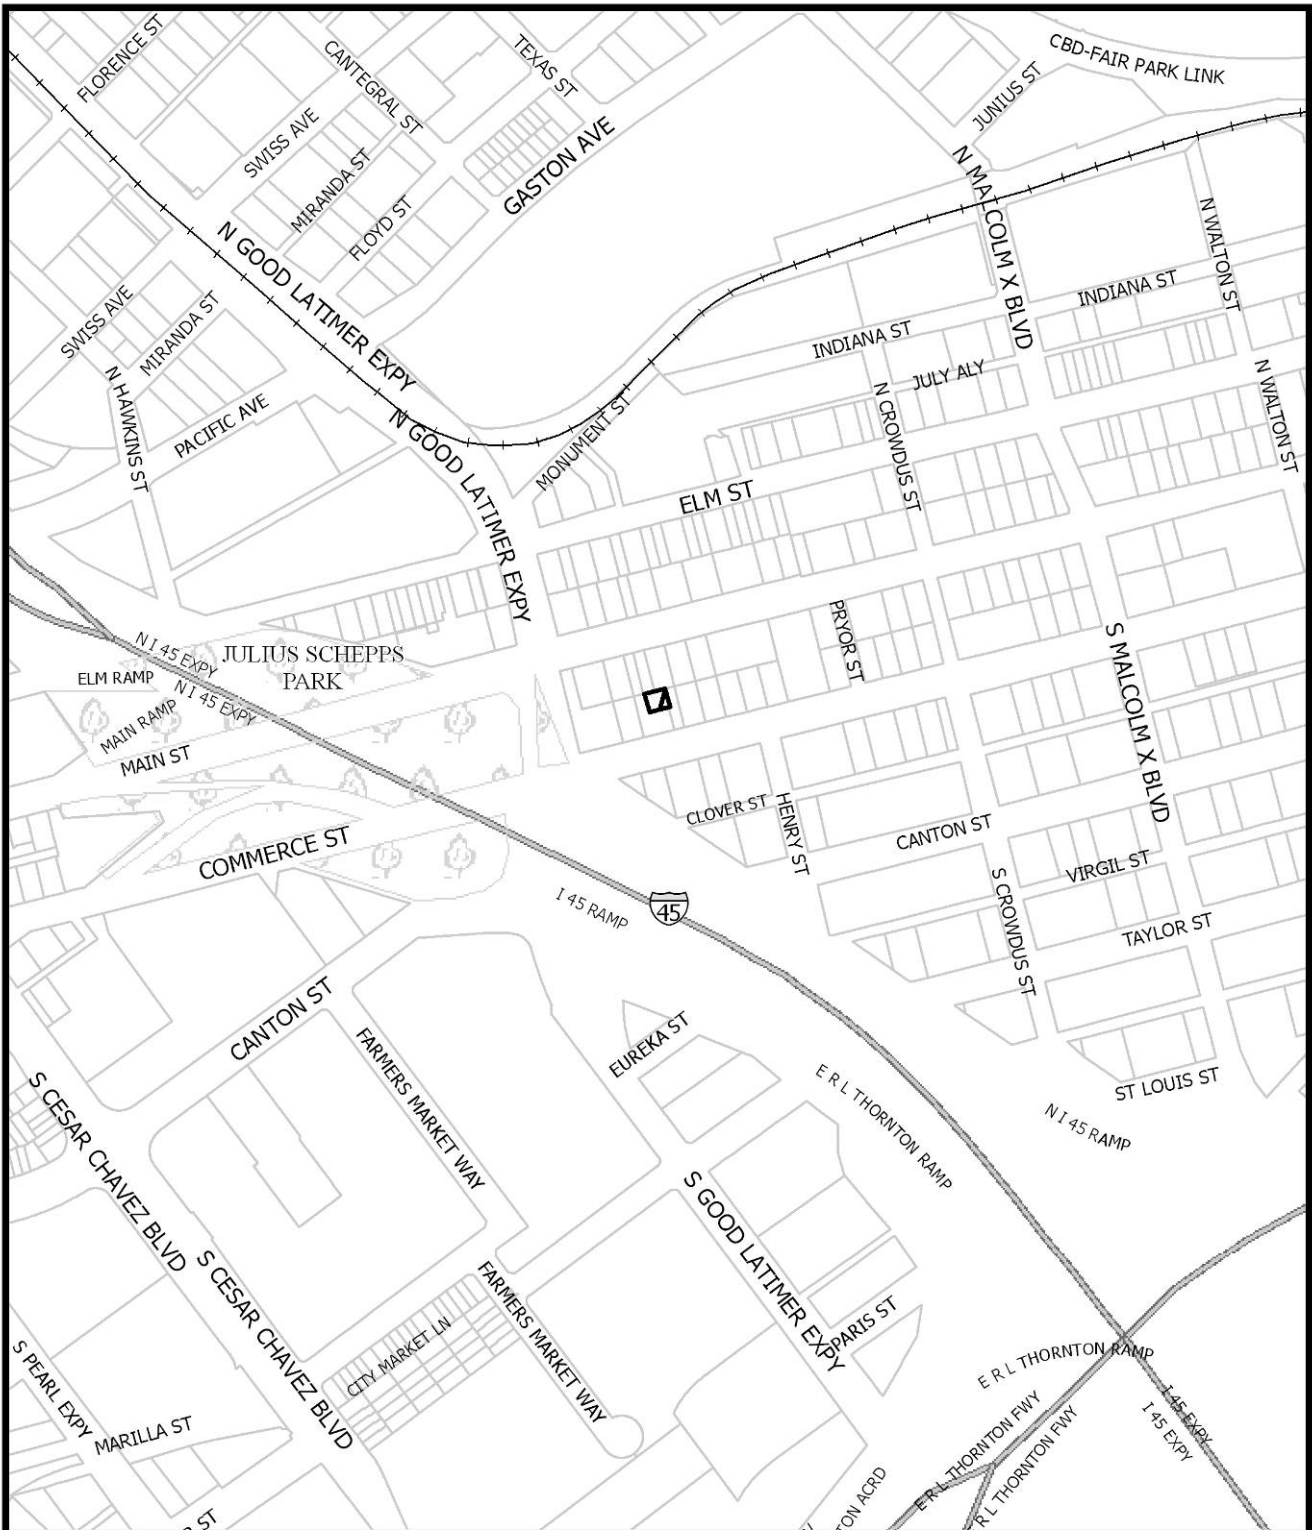 FLORENCE ST
CANTEGRAL ST
TEXAS ST
CBD-FAIR PARK LINK
JUNIUS ST
SWISS AVE
MIRANDA ST
GASTON AVE
FLOYD ST
N MALCOLM X BLVD
N WALTON ST
N GOOD LATIMER EXPY
INDIANA ST
SWISS AVE
MIRANDA ST
INDIANA ST
JULY ALY
N HAWKINS ST
PACIFIC AVE
N CROWDUS ST
N WALTON ST
MONUMENT ST
N GOOD LATIMER EXPY
ELM ST
PRYOR ST
S MALCOLM X BLVD
N I 45 EXPY
JULIUS SCHEPPS
PARK
ELM RAMP
N I 45 EXPY
MAIN RAMP
MAIN ST
CLOVER ST
HENRY ST
CANTON ST
COMMERCE ST
VIRGIL ST
S CROWDUS ST
I 45 RAMP
45
TAYLOR ST
CANTON ST
FARMERS MARKET WAY
EUREKA ST
E R L THORNTON RAMP
ST LOUIS ST
N I 45 RAMP
S CESAR CHAVEZ BLVD
S GOOD LATIMER EXPY
S CESAR CHAVEZ BLVD
FARMERS MARKET WAY
CITY MARKET LN
PARIS ST
E R L THORNTON RAMP
S PEARL EXPY
MARILLA ST
E R L THORNTON FWY
R L THORNTON FWY
I 45 EXPY
I 45 EXPY
ACRD
ST